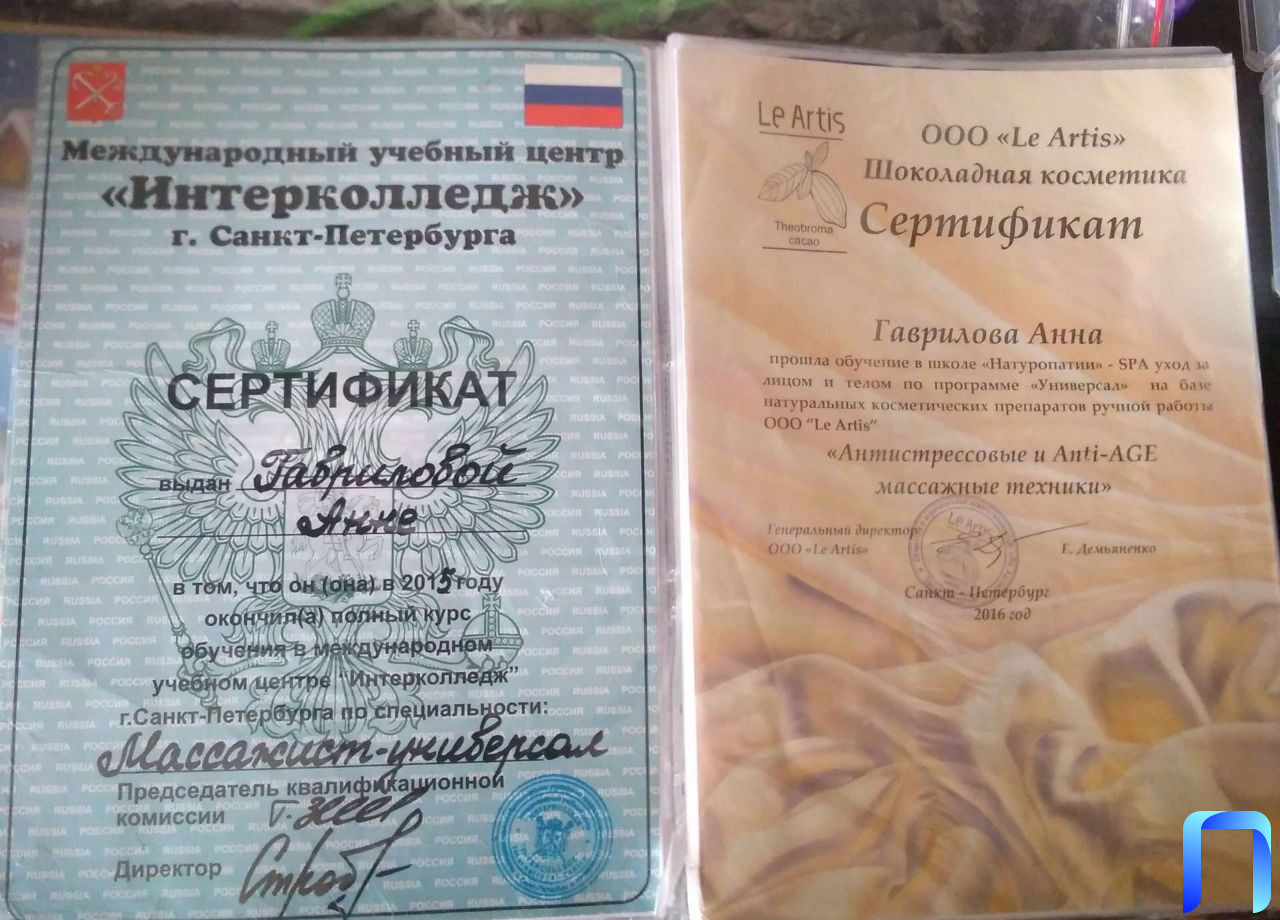 Международный учебный центр
«Интерколледж»
г. Санкт-Петербурга
СЕРТИФИКАТ
выдан Гавриловой
Анне
в том, что он (она) в 2015 году
окончил(а) полный курс
обучения в международном
учебном центре “Интерколледж”
г.Санкт-Петербурга по специальности:
Массажист-универсал
Председатель квалификационной
комиссии
Директор
Le Artis
Theobroma
cacao
ООО «Le Artis»
Шоколадная косметика
Сертификат
Гаврилова Анна
прошла обучение в школе «Натуропатии» - SPA уход за
лицом и телом по программе «Универсал» на базе
натуральных косметических препаратов ручной работы
ООО “Le Artis”
«Антистрессовые и Anti-AGE
массажные техники»
Генеральный директор
ООО «Le Artis»
Le Artis
Е. Демьяненко
Санкт - Петербург
2016 год